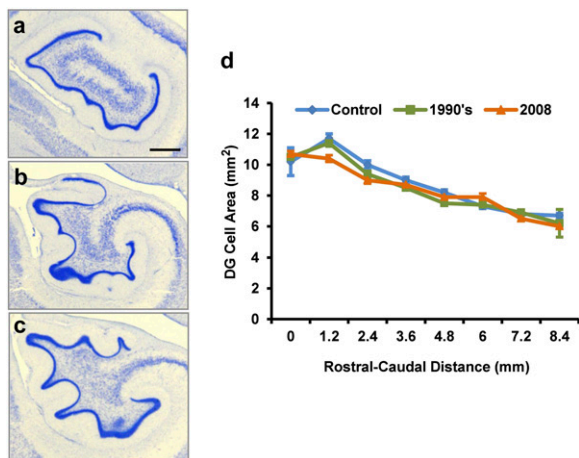 a
b
c
d
Control 1990's 2008
DG Cell Area (mm2)
14
12
10
8
6
4
2
0
0 1.2 2.4 3.6 4.8 6 7.2 8.4
Rostral-Caudal Distance (mm)